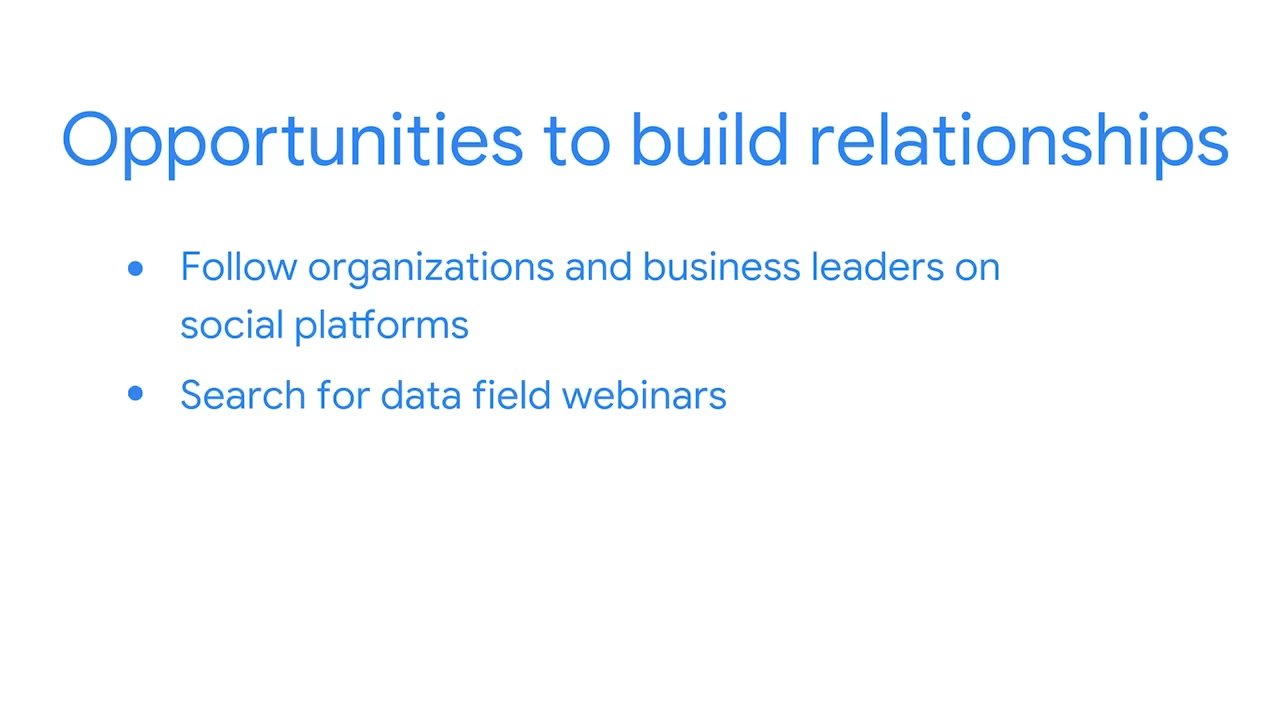 Opportunities to build relationships
• Follow organizations and business leaders on
social platforms
• Search for data field webinars